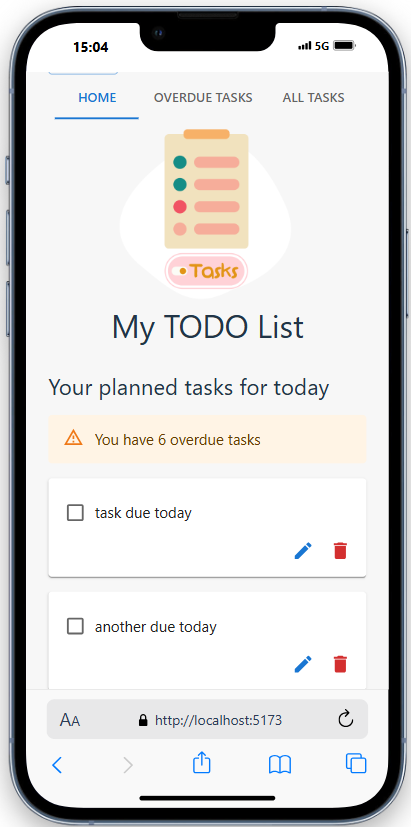 15:04 5G
HOME OVERDUE TASKS ALL TASKS
Tasks
My TODO List
Your planned tasks for today
You have 6 overdue tasks
task due today
another due today
AA http://localhost:5173